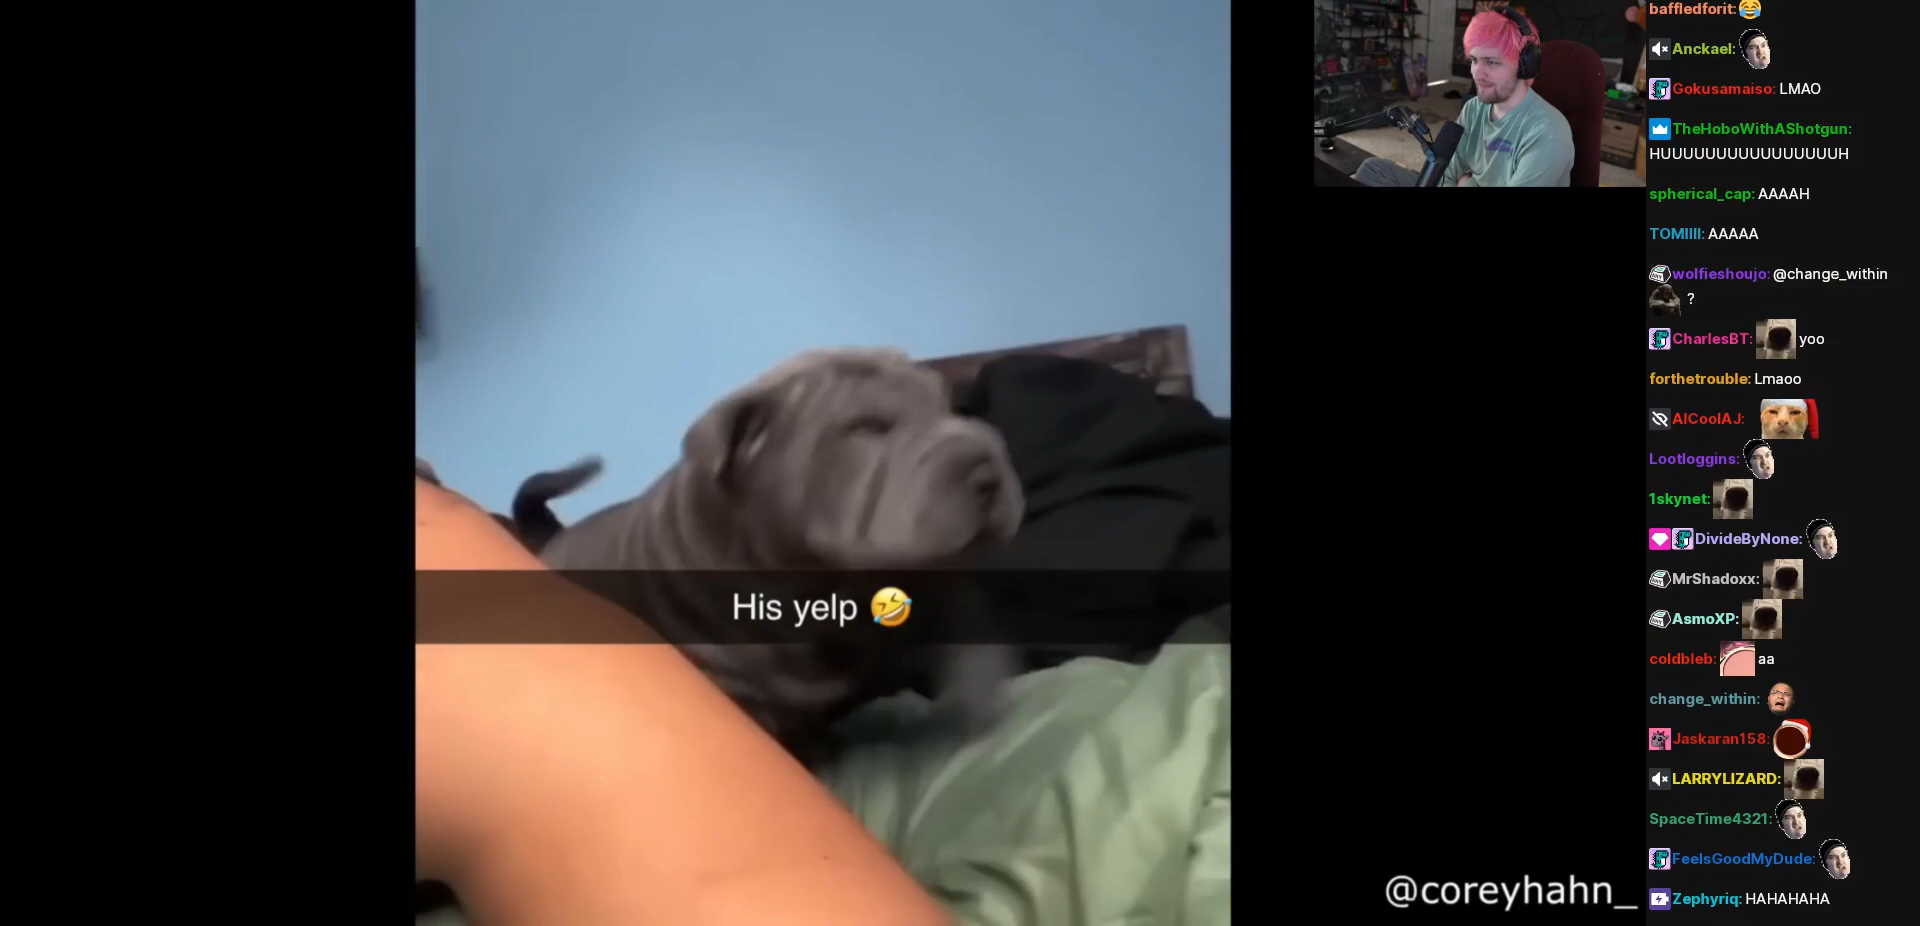 His yelp 🤣
@coreyhahn_
baffledforit: 😂
Anckael:
Gokusamaiso: LMAO
TheHoboWithAShotgun:
HUUUUUUUUUUUUUUUUH
spherical_cap: AAAAH
TOMIIII: AAAAA
wolfieshoujo: @change_within
?
CharlesBT: yoo
forthetrouble: Lmaoo
AlCoolAJ:
Lootloggins:
1skynet:
DivideByNone:
MrShadoxx:
AsmoXP:
coldbleb: aa
change_within:
Jaskaran158:
LARRYLIZARD:
SpaceTime4321:
FeelsGoodMyDude:
Zephyriq: HAHAHAHA